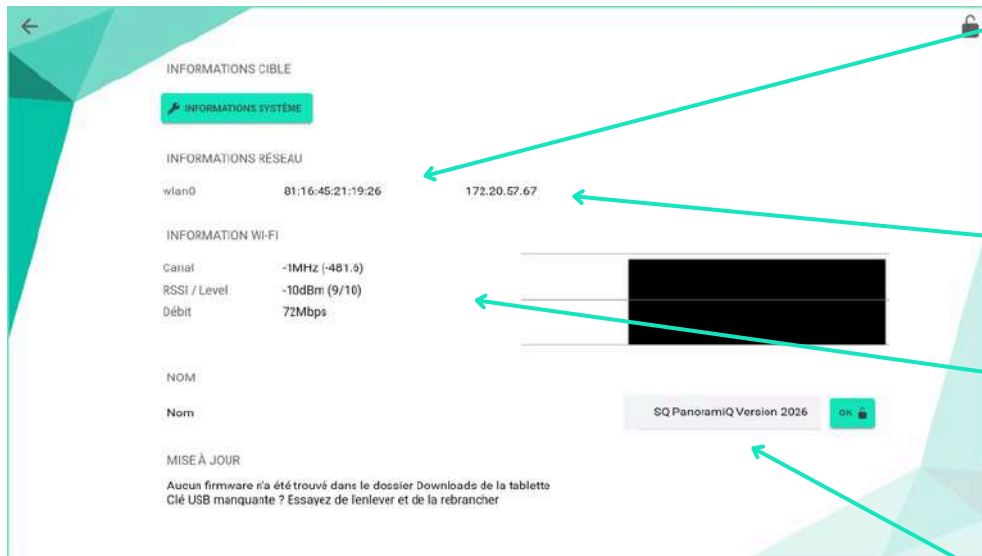 INFORMATIONS CIBLE
INFORMATIONS SYSTÈME
INFORMATIONS RÉSEAU
wlan0 81:16:45:21:19:26 172.20.57.67
INFORMATION WI-FI
Canal -1MHz (-481.6)
RSSI / Level -10dBm (9/10)
Débit 72Mbps
NOM
Nom SQ PanoramiQ Version 2026 OK
MISE À JOUR
Aucun firmware n'a été trouvé dans le dossier Downloads de la tablette
Clé USB manquante ? Essayez de l'enlever et de la rebrancher